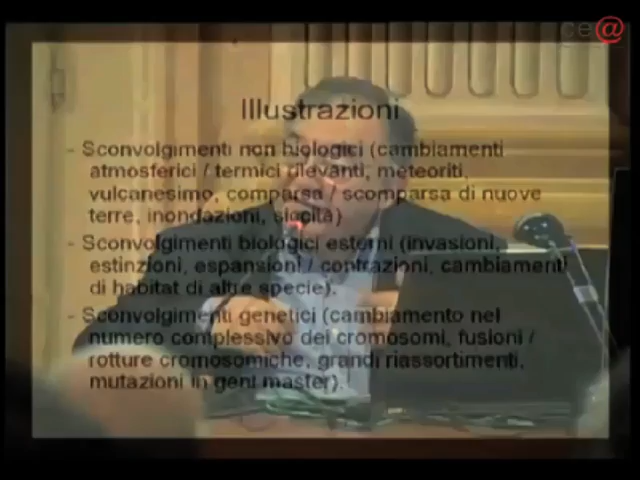 ce@
Illustrazioni
- Sconvolgimenti non biologici (cambiamenti
atmosferici / termici rilevanti; meteoriti,
vulcanesimo, comparsa / scomparsa di nuove
terre, inondazioni, siccità)
- Sconvolgimenti biologici esterni (invasioni,
estinzioni, espansioni / contrazioni, cambiamenti
di habitat di altre specie).
- Sconvolgimenti genetici (cambiamento nel
numero complessivo dei cromosomi, fusioni /
rotture cromosomiche, grandi riassortimenti,
mutazioni in geni master).